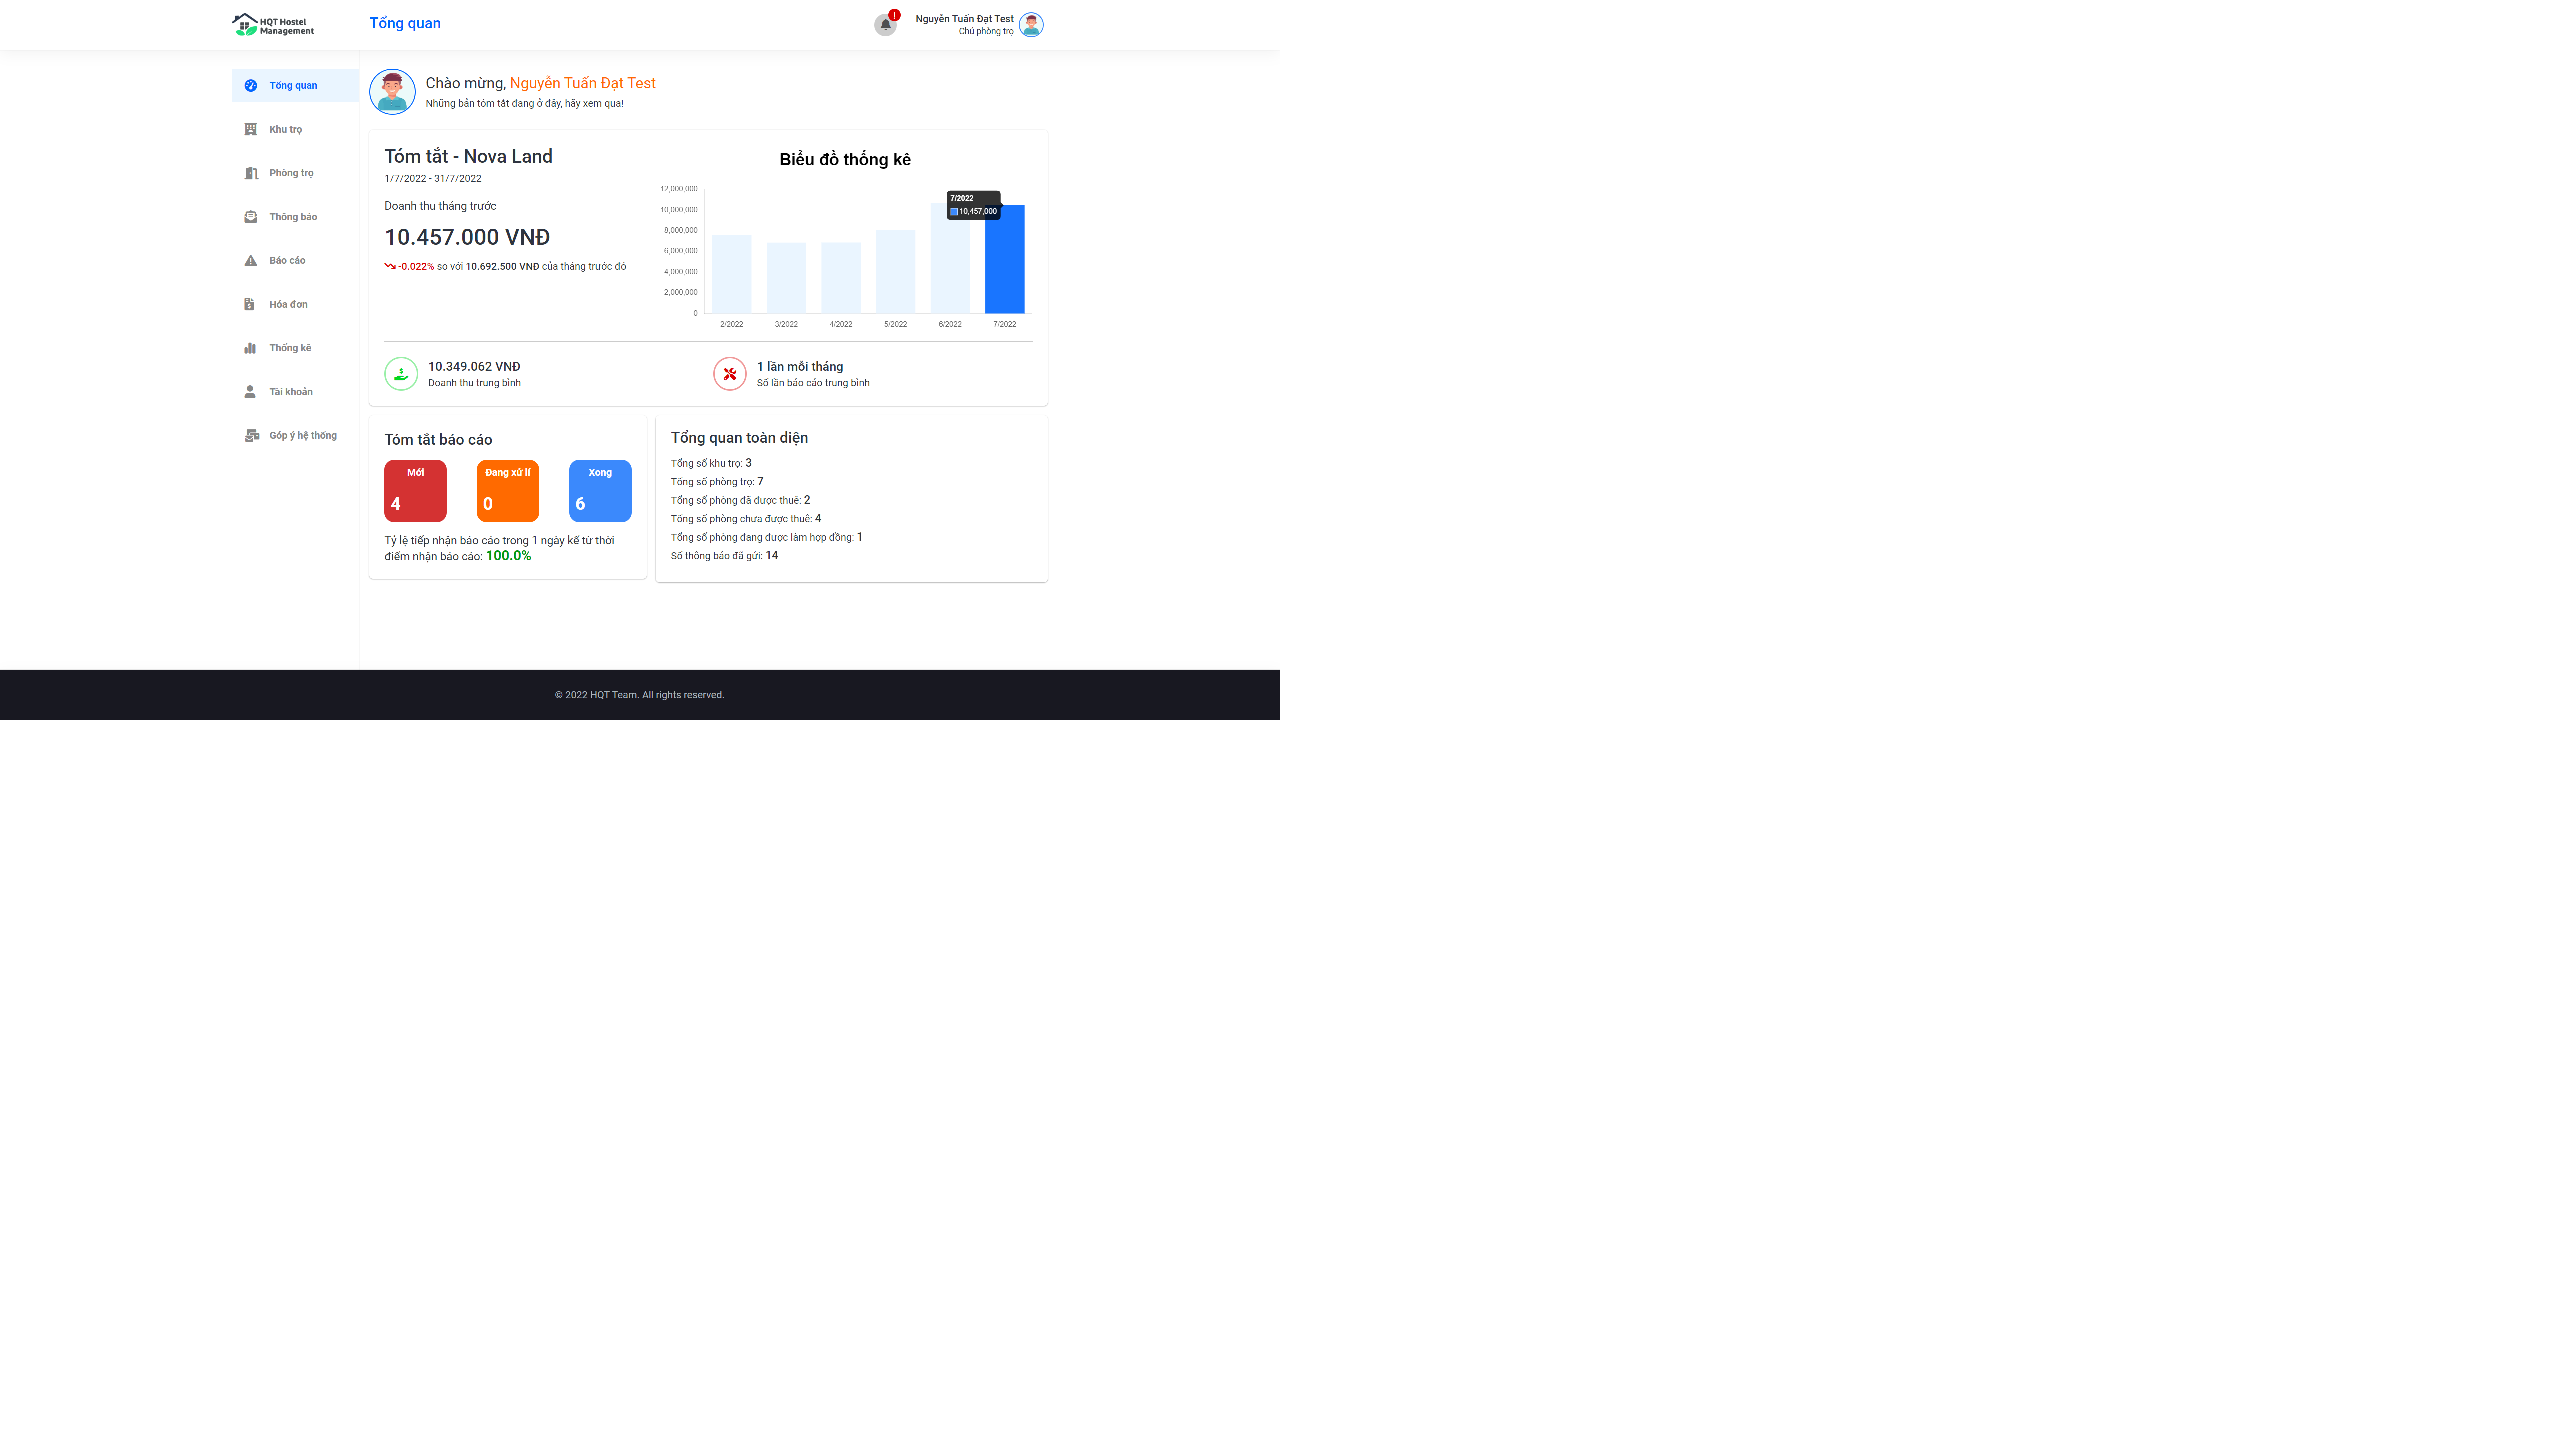 HQT Hostel
Management
Tổng quan
!
Nguyễn Tuấn Đạt Test
Chủ phòng trọ
Tổng quan
Khu trọ
Phòng trọ
Thông báo
Báo cáo
Hóa đơn
Thống kê
Tài khoản
Góp ý hệ thống
Chào mừng, Nguyễn Tuấn Đạt Test
Những bản tóm tắt đang ở đây, hãy xem qua!
Tóm tắt - Nova Land
1/7/2022 - 31/7/2022
Doanh thu tháng trước
10.457.000 VNĐ
-0.022% so với 10.692.500 VNĐ của tháng trước đó
Biểu đồ thống kê
12,000,000
10,000,000
8,000,000
6,000,000
4,000,000
2,000,000
0
7/2022
10,457,000
2/2022
3/2022
4/2022
5/2022
6/2022
7/2022
10.349.062 VNĐ
Doanh thu trung bình
1 lần mỗi tháng
Số lần báo cáo trung bình
Tóm tắt báo cáo
Mới
4
Đang xử lí
0
Xong
6
Tỷ lệ tiếp nhận báo cáo trong 1 ngày kể từ thời
điểm nhận báo cáo: 100.0%
Tổng quan toàn diện
Tổng số khu trọ: 3
Tổng số phòng trọ: 7
Tổng số phòng đã được thuê: 2
Tổng số phòng chưa được thuê: 4
Tổng số phòng đang được làm hợp đồng: 1
Số thông báo đã gửi: 14
© 2022 HQT Team. All rights reserved.